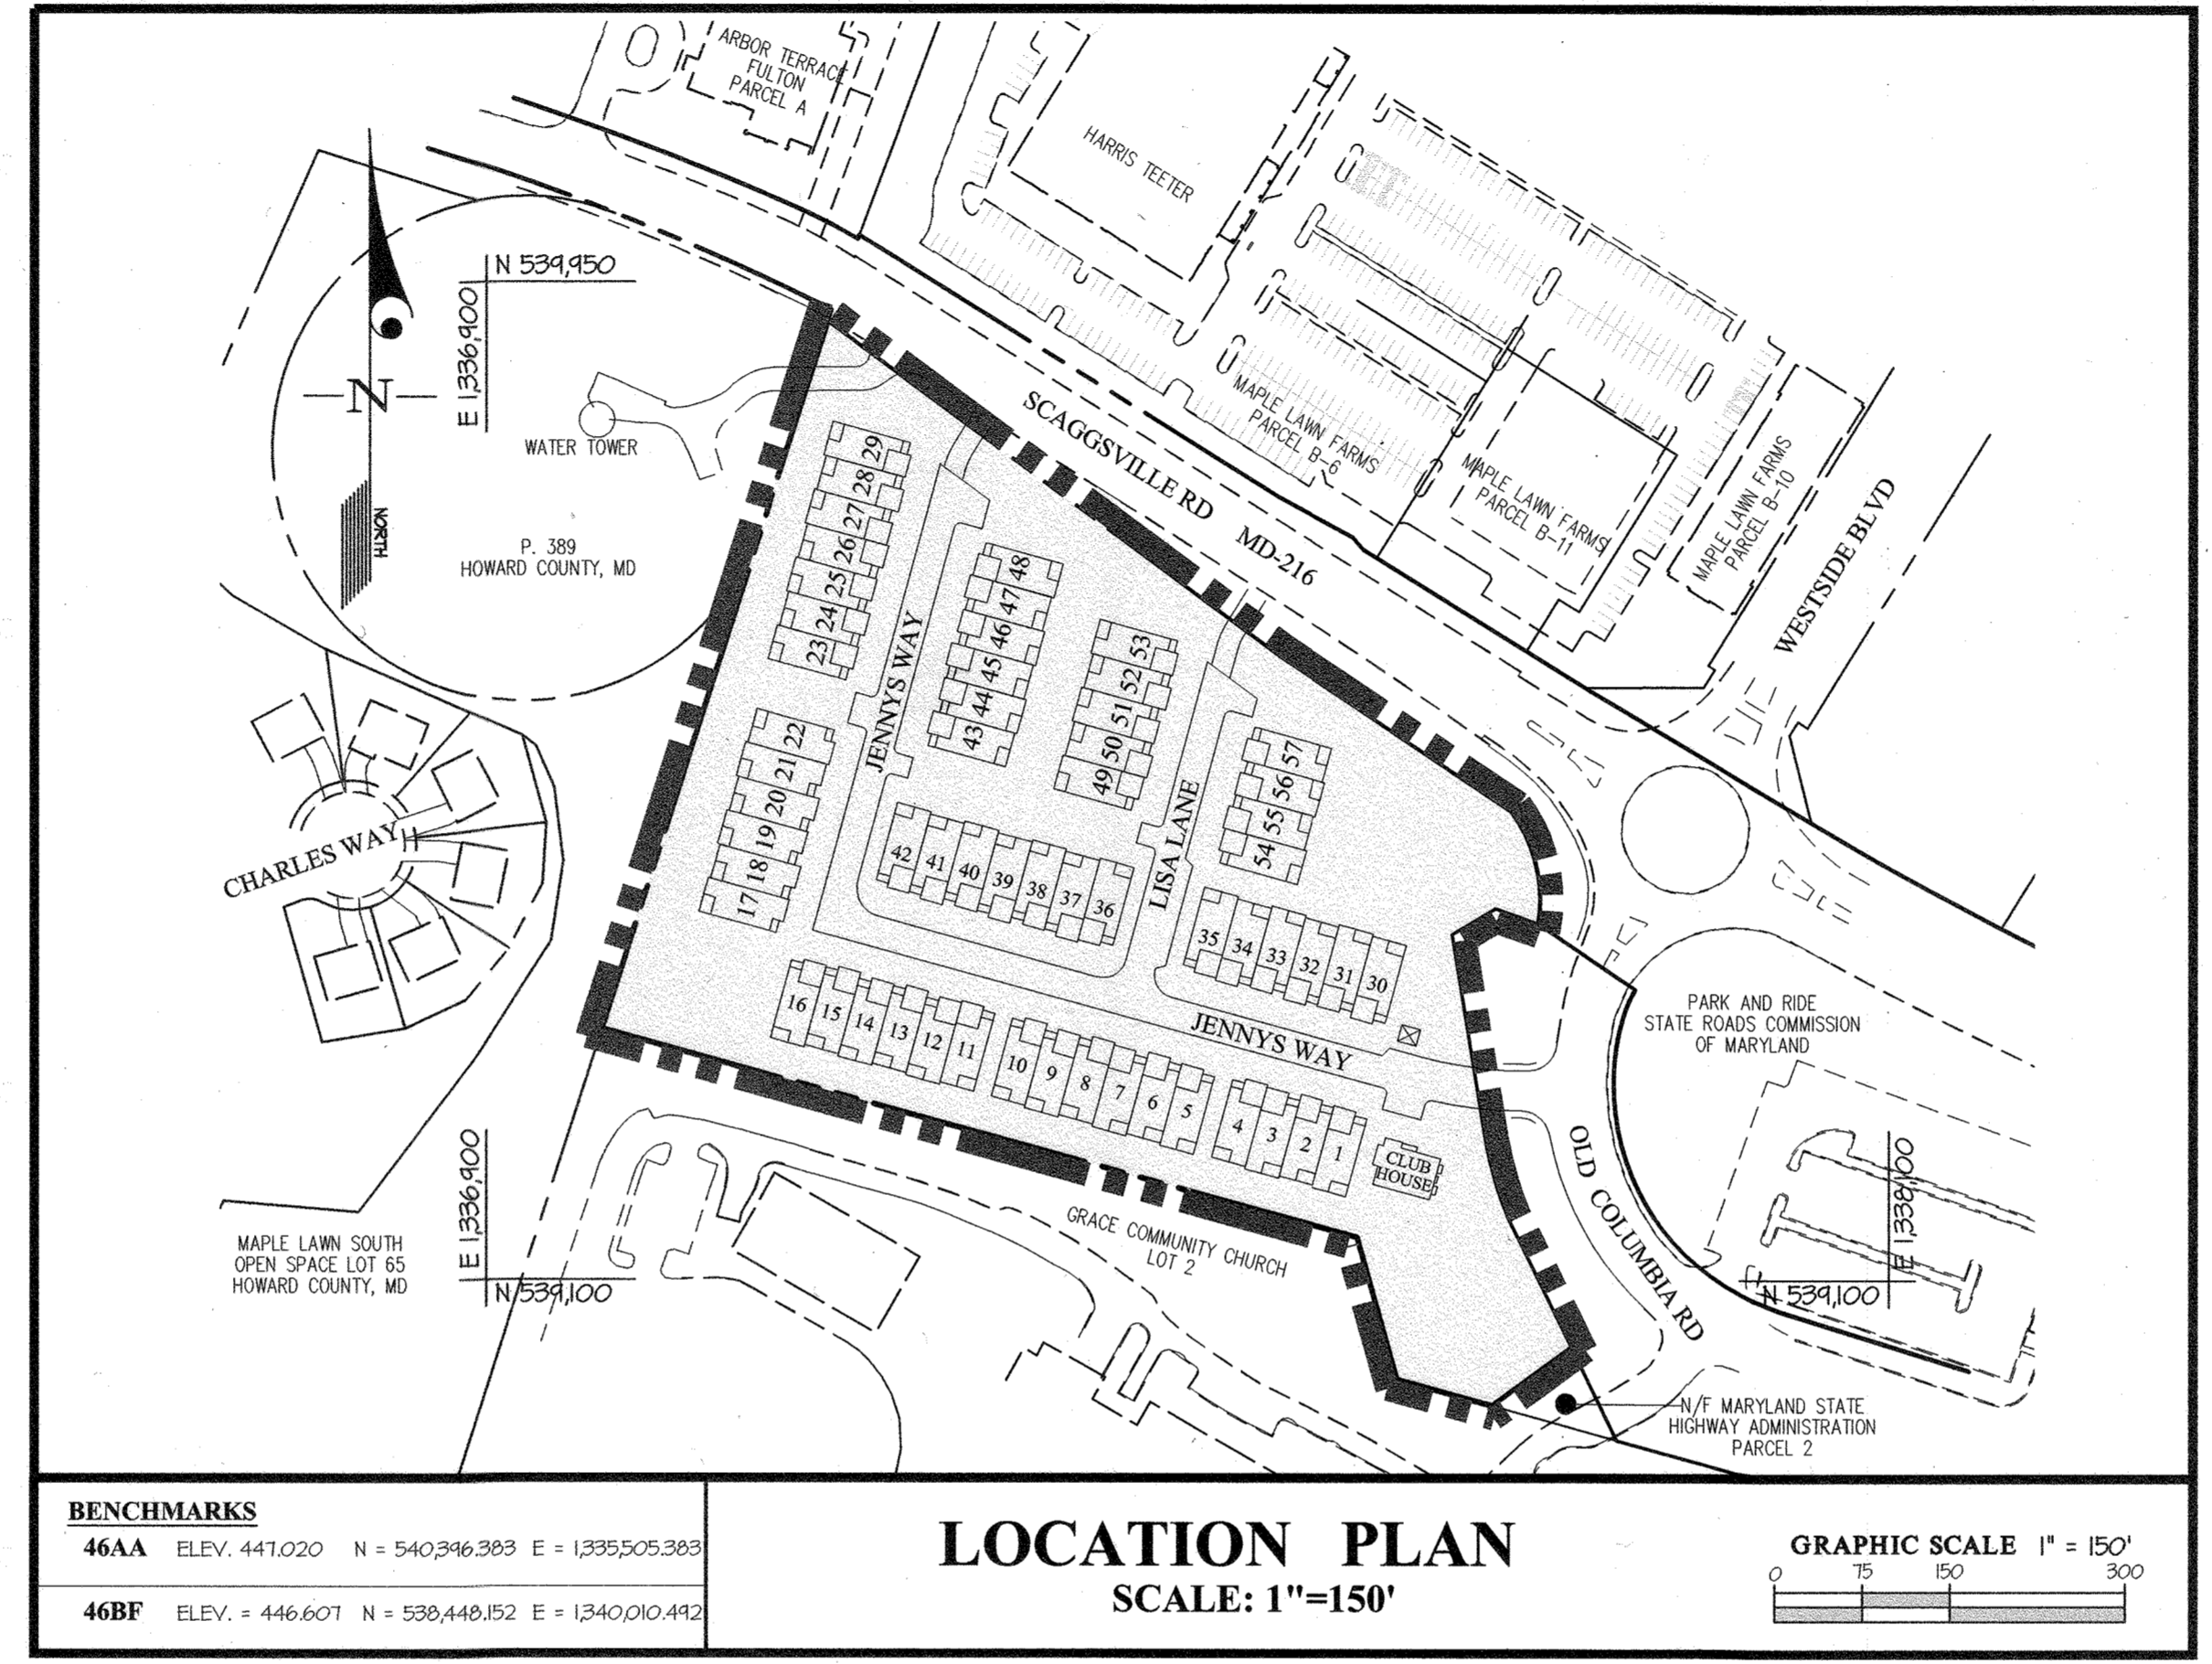 ARBOR TERRACE
FULTON
PARCEL A
HARRIS TEETER
N 539,950
E 1,336,900
N
NORTH
WATER TOWER
P. 389
HOWARD COUNTY, MD
SCAGGSVILLE RD MD-216
MAPLE LAWN FARMS
PARCEL B-6
MAPLE LAWN FARMS
PARCEL B-11
MAPLE LAWN FARMS
PARCEL B-10
WESTSIDE BLVD
29
28
27
26
25
24
23
JENNYS WAY
48
47
46
45
44
43
53
52
51
50
49
22
21
20
19
18
17
57
56
55
54
LISA LANE
CHARLES WAY
42 41 40 39 38 37 36
35 34 33 32 31 30
16 15 14 13 12 11
10 9 8 7 6 5
4 3 2 1
JENNYS WAY
CLUB
HOUSE
PARK AND RIDE
STATE ROADS COMMISSION
OF MARYLAND
OLD COLUMBIA RD
GRACE COMMUNITY CHURCH
LOT 2
MAPLE LAWN SOUTH
OPEN SPACE LOT 65
HOWARD COUNTY, MD
E 1,336,900
N 539,100
E 1,338,100
N 539,100
N/F MARYLAND STATE
HIGHWAY ADMINISTRATION
PARCEL 2
BENCHMARKS
46AA ELEV. 447.020 N = 540,396.383 E = 1,335,505.383
46BF ELEV. = 446.607 N = 538,448.152 E = 1,340,010.492
LOCATION PLAN
SCALE: 1"=150'
GRAPHIC SCALE 1" = 150'
0 75 150 300